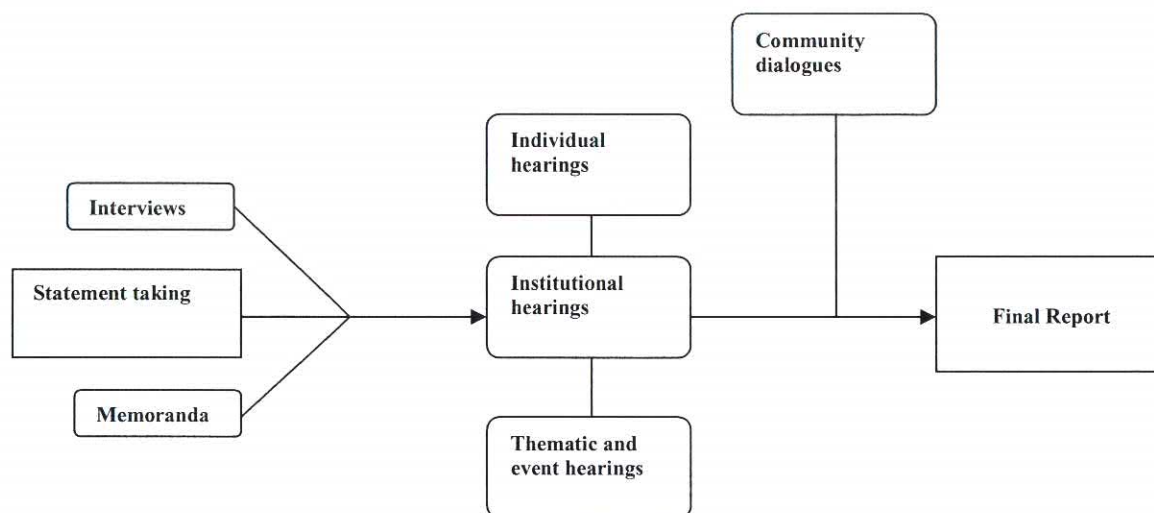 Community
dialogues
Individual
hearings
Interviews
Statement taking
Institutional
hearings
Final Report
Memoranda
Thematic and
event hearings